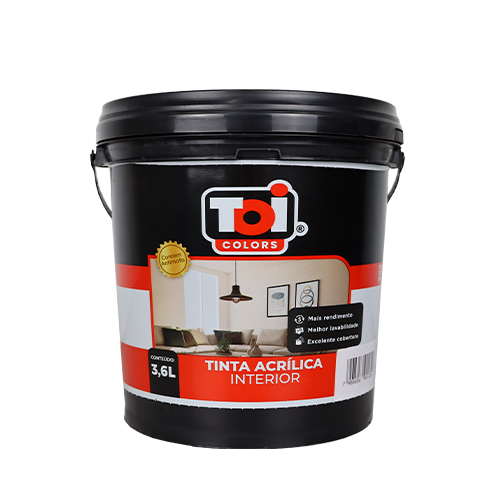 TOI
COLORS
®
Contém
Antimofo
Mais rendimento
Melhor lavabilidade
Excelente cobertura
CONTEÚDO:
3,6L
TINTA ACRÍLICA
INTERIOR